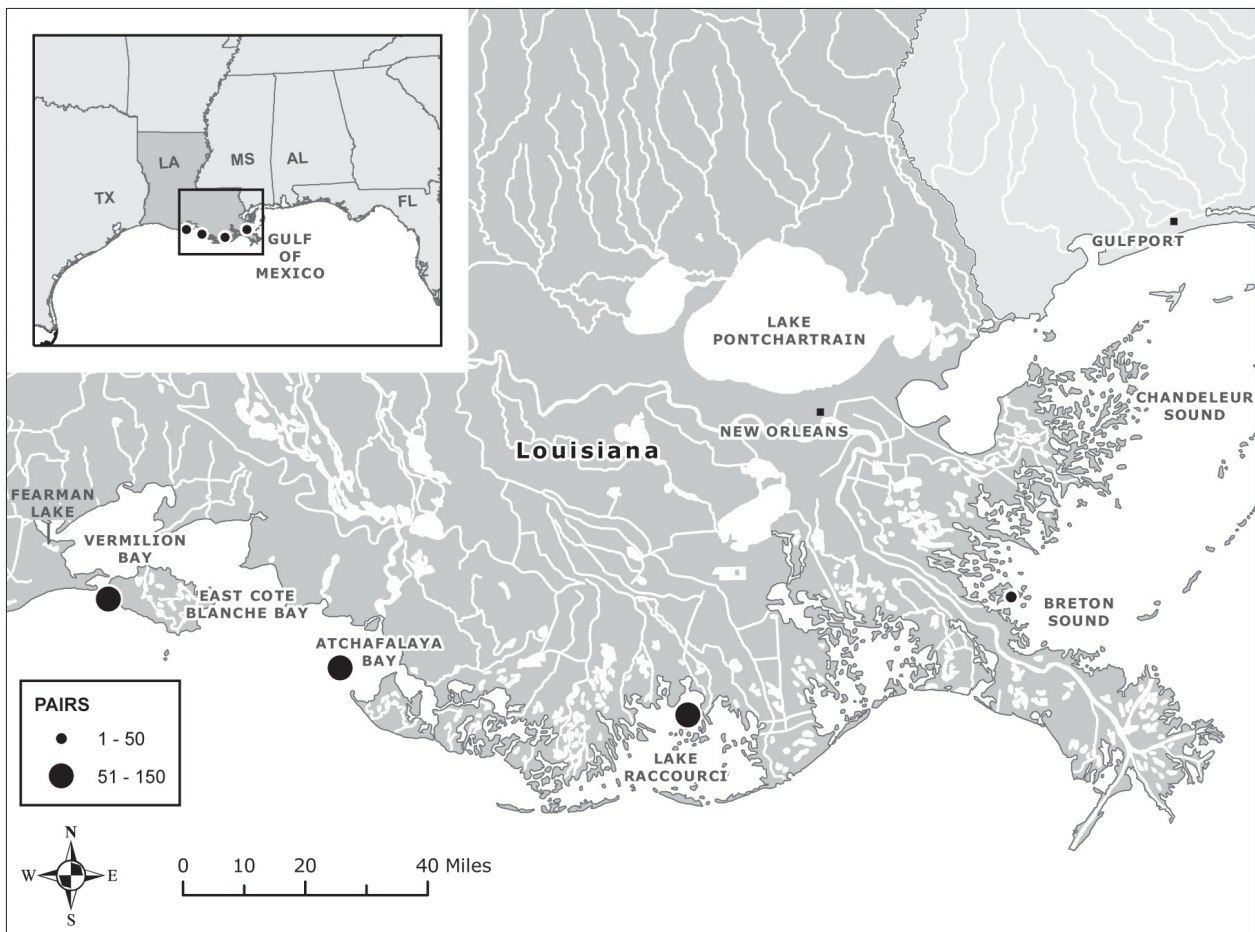 LA
MS
AL
TX
FL
GULF
OF
MEXICO
GULFPORT
LAKE
PONTCHARTRAIN
CHANDELEUR
SOUND
NEW ORLEANS
Louisiana
FEARMAN
LAKE
VERMILION
BAY
EAST COTE
BLANCHE BAY
BRETON
SOUND
ATCHAFALAYA
BAY
LAKE
RACCOURCI
PAIRS
1 - 50
51 - 150
N
W E
S
0 10 20 40 Miles